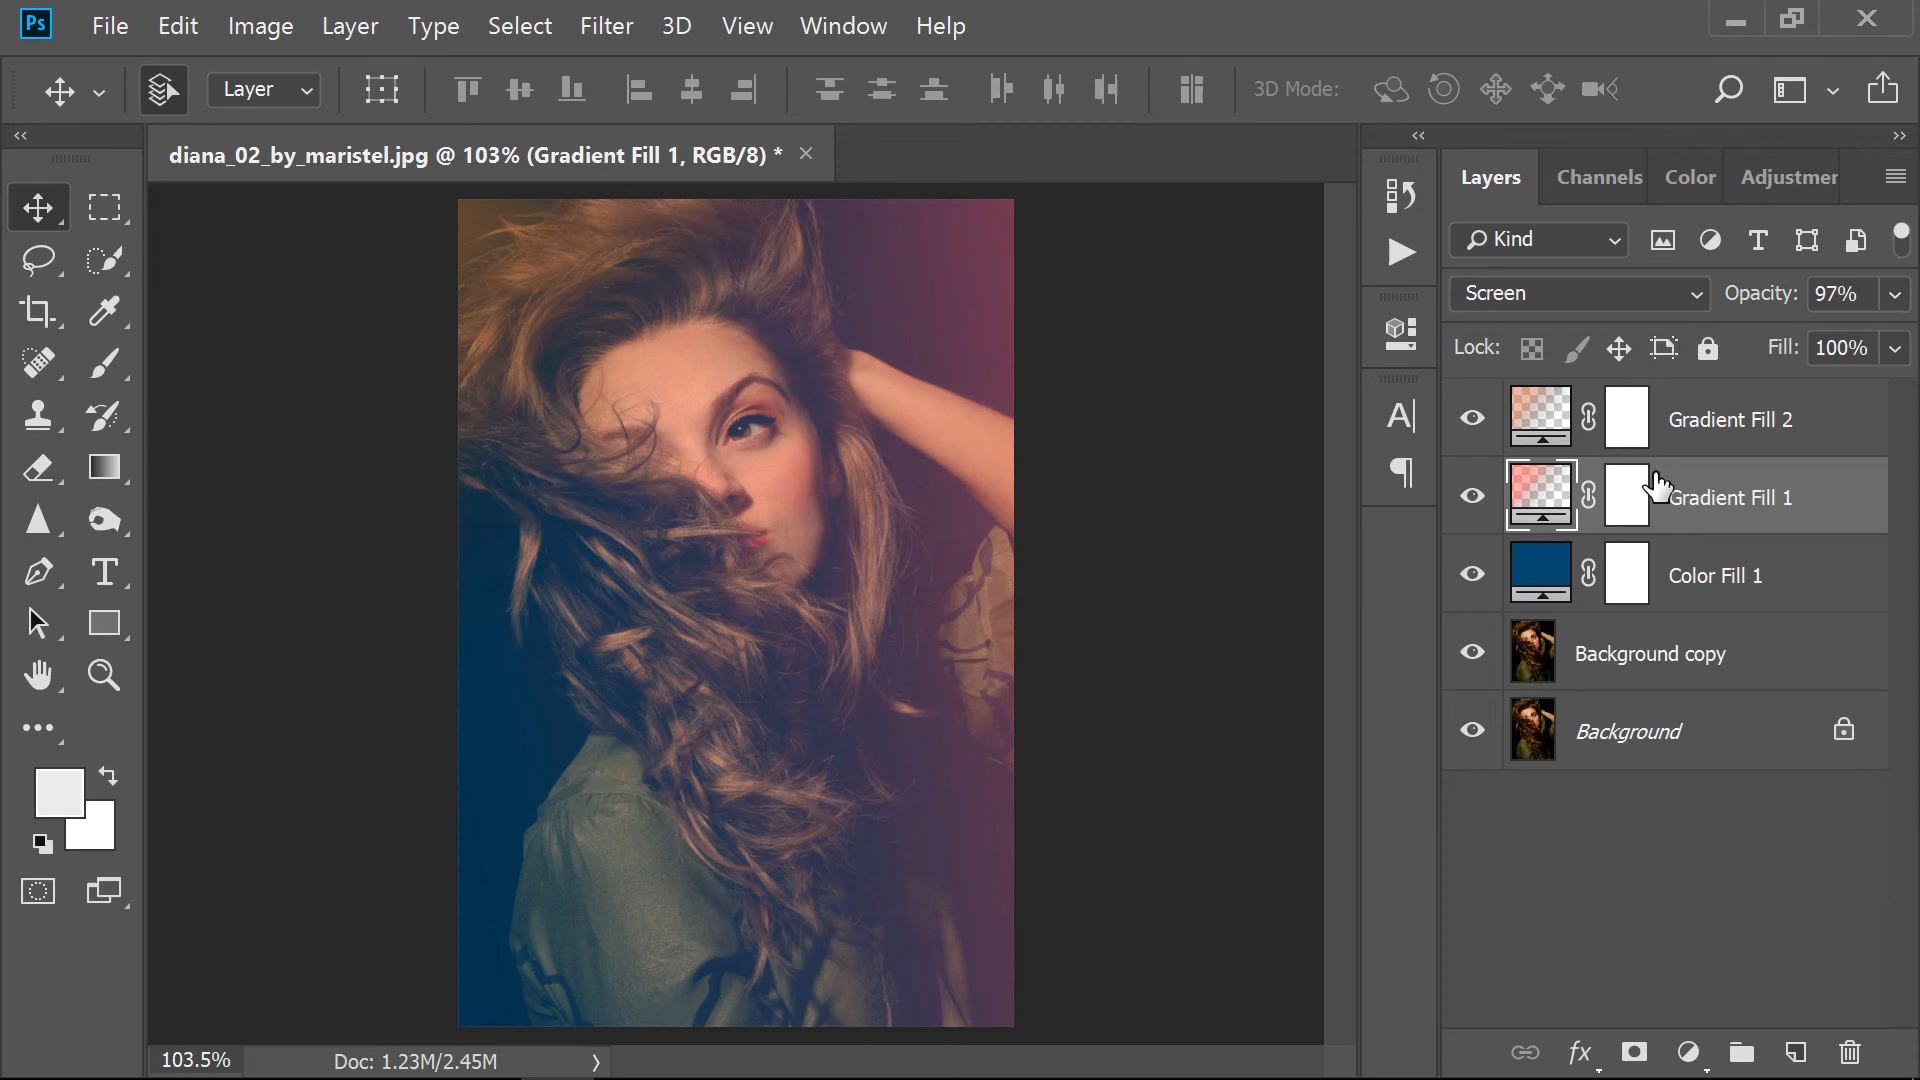 Ps File Edit Image Layer Type Select Filter 3D View Window Help
Layer 3D Mode:
diana_02_by_maristel.jpg @ 103% (Gradient Fill 1, RGB/8) *
Layers Channels Color Adjustmer
Kind
Screen Opacity: 97%
Lock: Fill: 100%
Gradient Fill 2
Gradient Fill 1
Color Fill 1
Background copy
Background
103.5% Doc: 1.23M/2.45M
fx